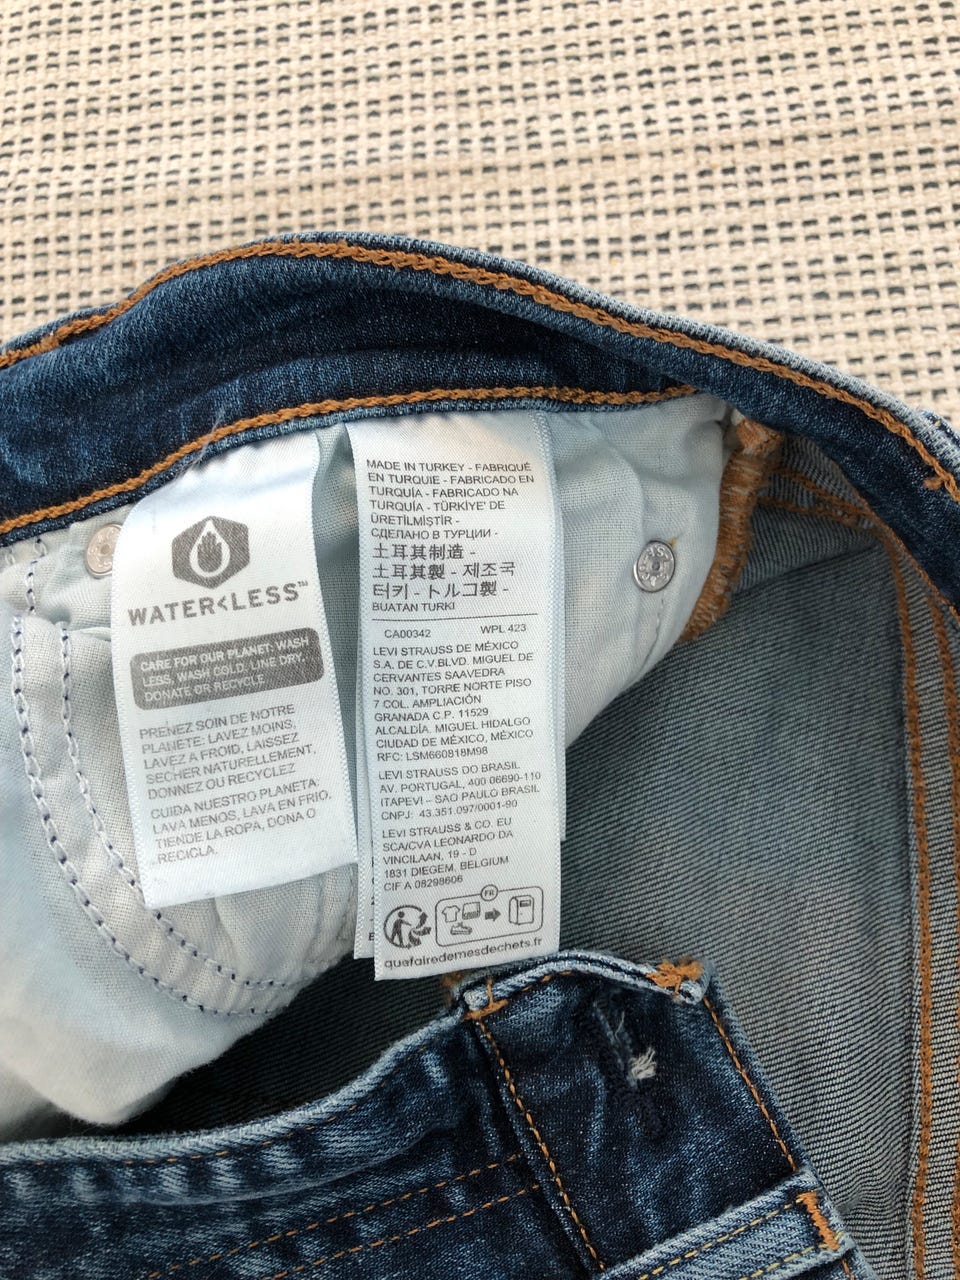 WATER<LESS™
CARE FOR OUR PLANET: WASH
LESS, WASH COLD, LINE DRY,
DONATE OR RECYCLE
PRENEZ SOIN DE NOTRE
PLANETE: LAVEZ MOINS,
LAVEZ A FROID, LAISSEZ
SECHER NATURELLEMENT,
DONNEZ OU RECYCLEZ
CUIDA NUESTRO PLANETA:
LAVA MENOS, LAVA EN FRIO,
TIENDE LA ROPA, DONA O
RECICLA.
MADE IN TURKEY - FABRIQUÉ
EN TURQUIE - FABRICADO EN
TURQUÍA - FABRICADO NA
TURQUIA - TÜRKİYE' DE
ÜRETİLMİŞTİR -
СДЕЛАНО В ТУРЦИИ -
土耳其制造 -
土耳其製 - 제조국
터키 - トルコ製 -
BUATAN TURKI
CA00342 WPL 423
LEVI STRAUSS DE MÉXICO
S.A. DE C.V.BLVD. MIGUEL DE
CERVANTES SAAVEDRA
NO. 301, TORRE NORTE PISO
7 COL. AMPLIACIÓN
GRANADA C.P. 11529
ALCALDÍA. MIGUEL HIDALGO
CIUDAD DE MÉXICO, MÉXICO
RFC: LSM660818M98
LEVI STRAUSS DO BRASIL
AV. PORTUGAL, 400 06690-110
ITAPEVI – SAO PAULO BRASIL
CNPJ: 43.351.097/0001-90
LEVI STRAUSS & CO. EU
SCA/CVA LEONARDO DA
VINCILAAN, 19 - D
1831 DIEGEM, BELGIUM
CIF A 08298606
FR
quefairedemesdechets.fr